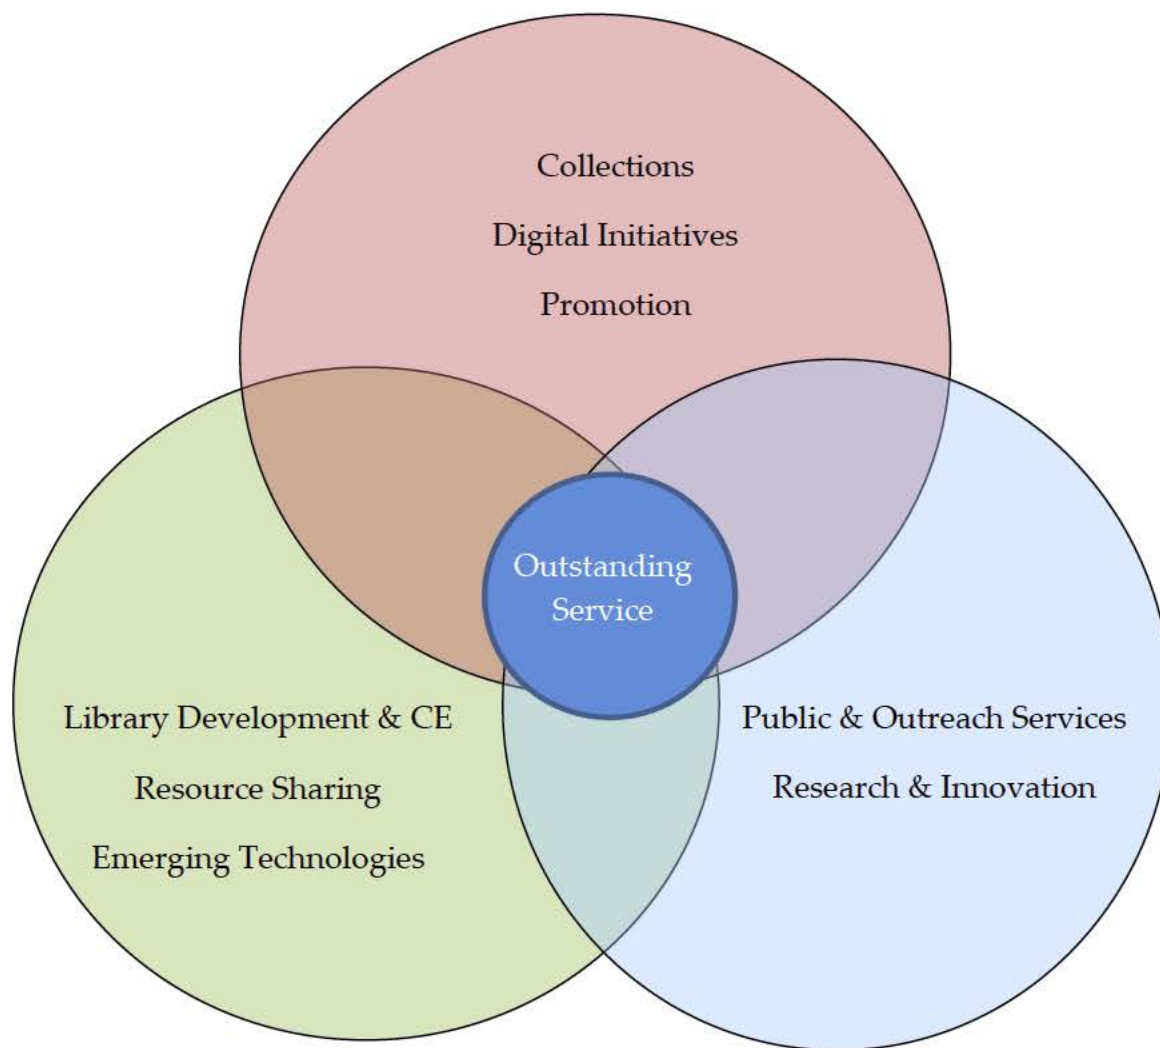 Collections
Digital Initiatives
Promotion
Outstanding
Service
Library Development & CE
Resource Sharing
Emerging Technologies
Public & Outreach Services
Research & Innovation